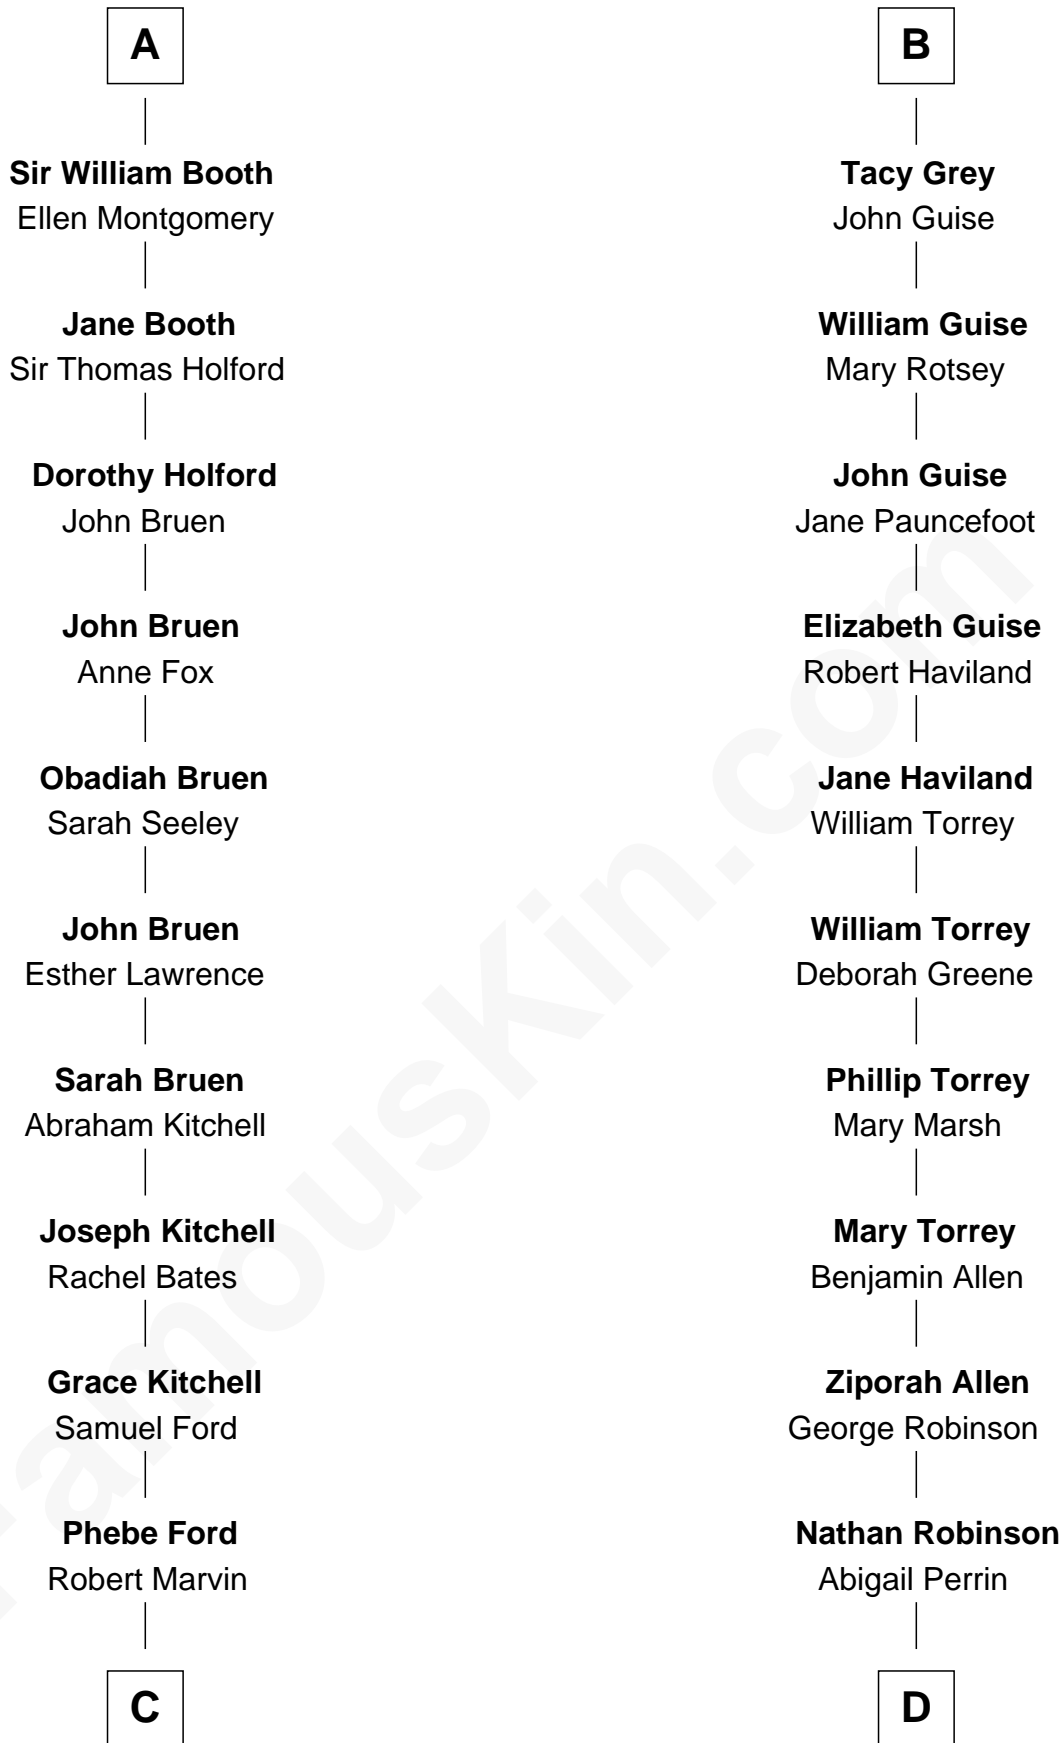 A
Sir William Booth
Ellen Montgomery
Jane Booth
Sir Thomas Holford
Dorothy Holford
John Bruen
John Bruen
Anne Fox
Obadiah Bruen
Sarah Seeley
John Bruen
Esther Lawrence
Sarah Bruen
Abraham Kitchell
Joseph Kitchell
Rachel Bates
Grace Kitchell
Samuel Ford
Phebe Ford
Robert Marvin
C
B
Tacy Grey
John Guise
William Guise
Mary Rotsey
John Guise
Jane Pauncefoot
Elizabeth Guise
Robert Haviland
Jane Haviland
William Torrey
William Torrey
Deborah Greene
Phillip Torrey
Mary Marsh
Mary Torrey
Benjamin Allen
Ziporah Allen
George Robinson
Nathan Robinson
Abigail Perrin
D
FamousKin.com